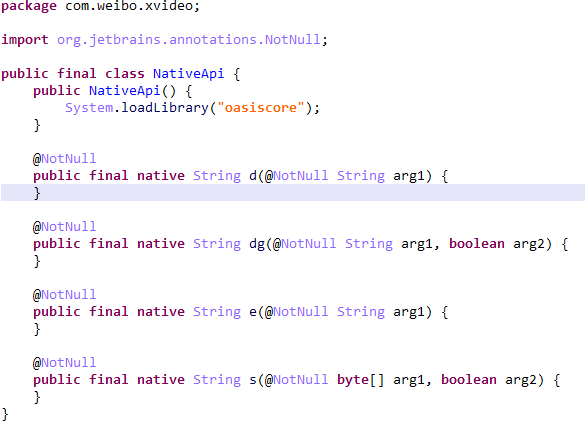 package com.weibo.xvideo;
import org.jetbrains.annotations.NotNull;
public final class NativeApi {
    public NativeApi() {
        System.loadLibrary("oasiscore");
    }
    @NotNull
    public final native String d(@NotNull String arg1) {
    }
    @NotNull
    public final native String dg(@NotNull String arg1, boolean arg2) {
    }
    @NotNull
    public final native String e(@NotNull String arg1) {
    }
    @NotNull
    public final native String s(@NotNull byte[] arg1, boolean arg2) {
    }
}